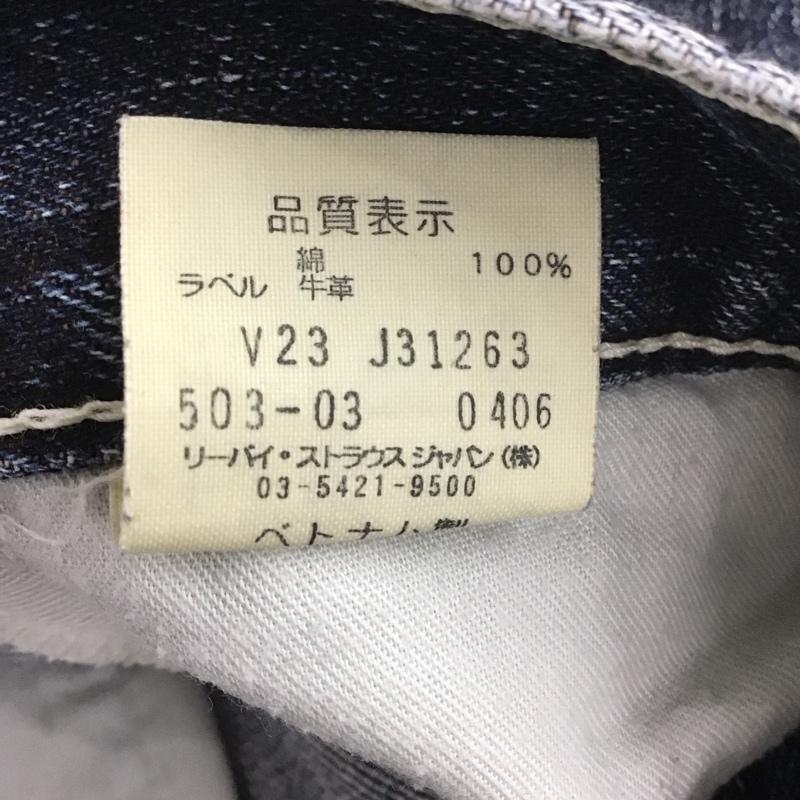 品質表示
綿 100%
ラベル 牛革
V23 J31263
503-03 0406
リーバイ・ストラウスジャパン(株)
03-5421-9500
ベトナム製